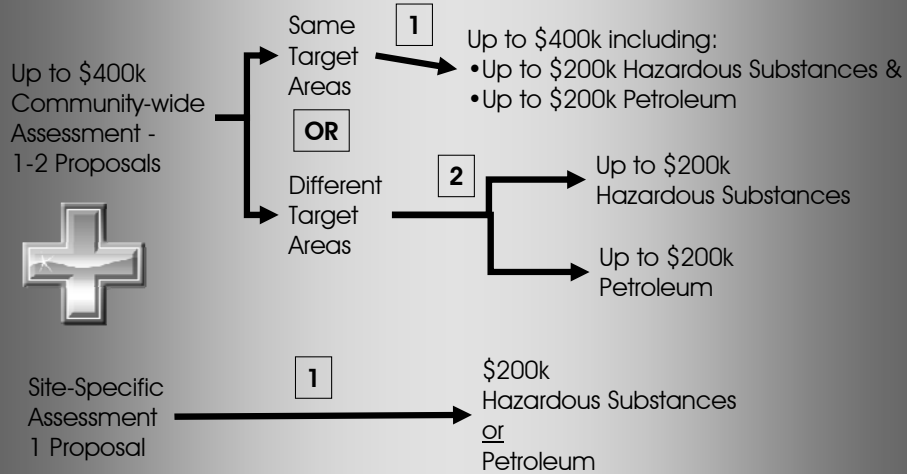 Up to $400k
Community-wide
Assessment -
1-2 Proposals
Same
Target
Areas
OR
Different
Target
Areas
1
Up to $400k including:
•Up to $200k Hazardous Substances &
•Up to $200k Petroleum
2
Up to $200k
Hazardous Substances
Up to $200k
Petroleum
Site-Specific
Assessment
1 Proposal
1
$200k
Hazardous Substances
or
Petroleum